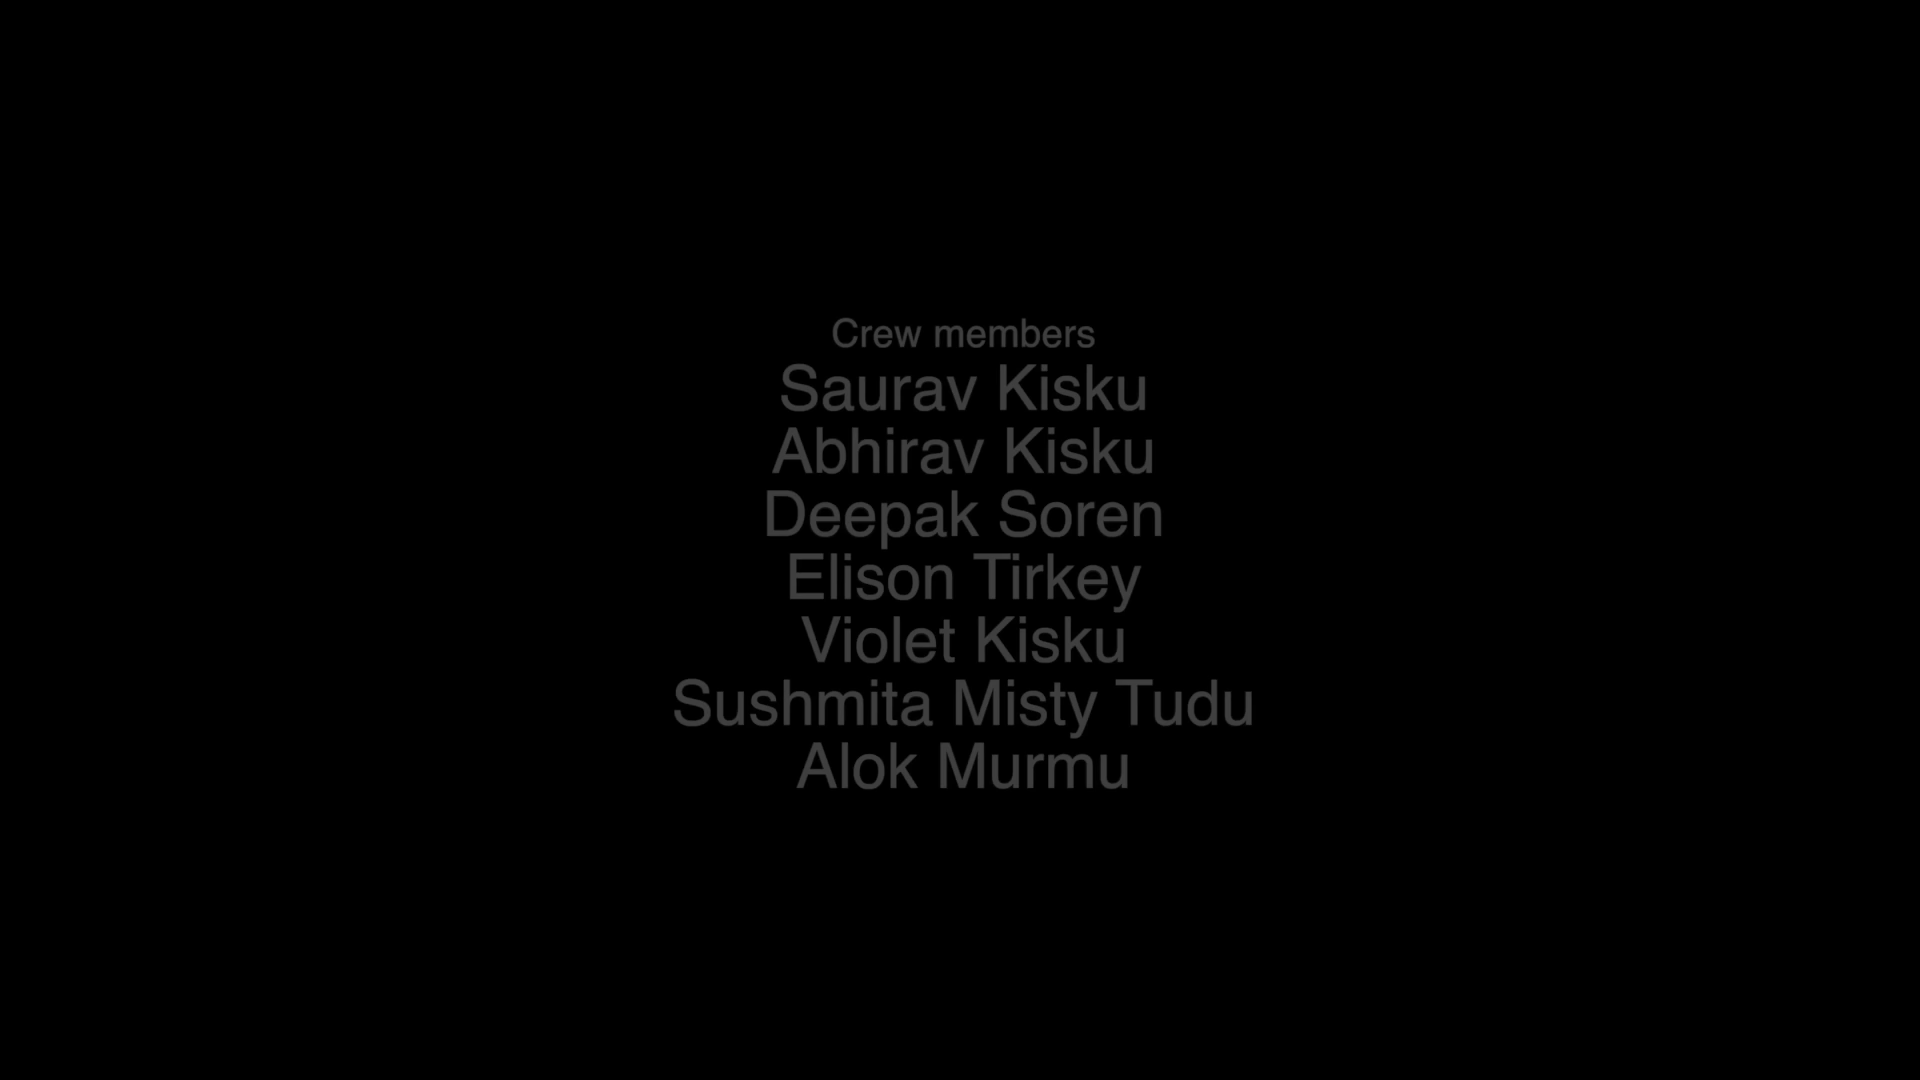 Crew members
Saurav Kisku
Abhirav Kisku
Deepak Soren
Elison Tirkey
Violet Kisku
Sushmita Misty Tudu
Alok Murmu